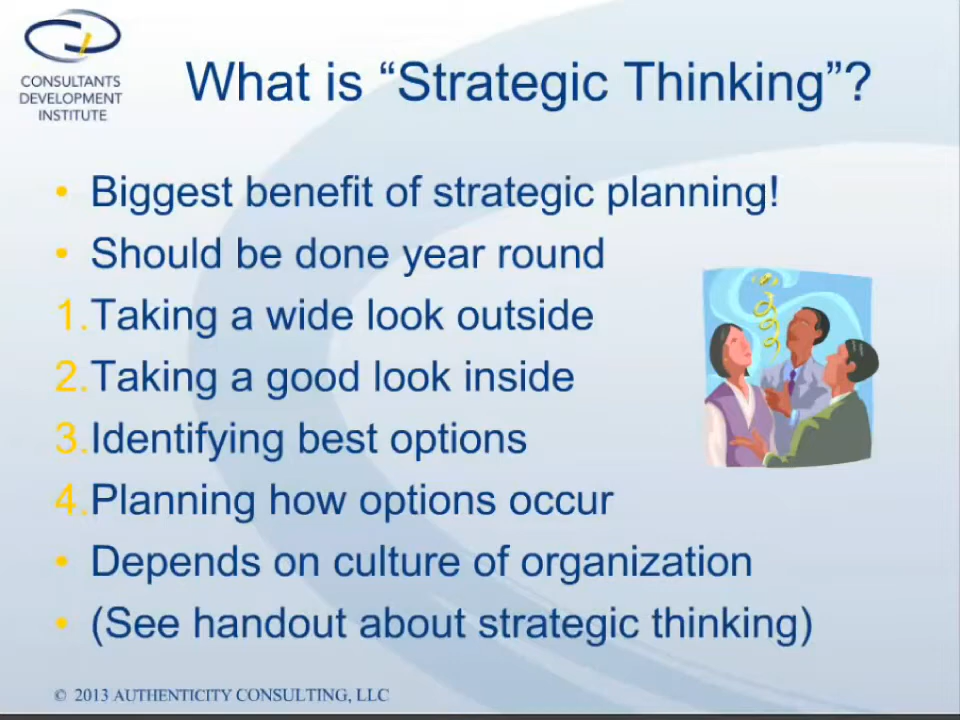 CONSULTANTS
DEVELOPMENT
INSTITUTE
What is “Strategic Thinking”?
• Biggest benefit of strategic planning!
• Should be done year round
1.Taking a wide look outside
2.Taking a good look inside
3.Identifying best options
4.Planning how options occur
• Depends on culture of organization
• (See handout about strategic thinking)
© 2013 AUTHENTICITY CONSULTING, LLC